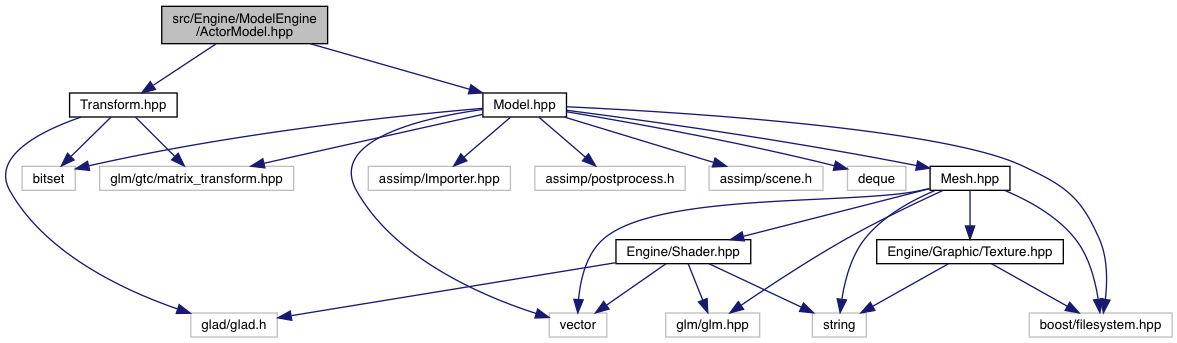 src/Engine/ModelEngine
/ActorModel.hpp
Transform.hpp
Model.hpp
bitset
glm/gtc/matrix_transform.hpp
assimp/Importer.hpp
assimp/postprocess.h
assimp/scene.h
deque
Mesh.hpp
Engine/Shader.hpp
Engine/Graphic/Texture.hpp
glad/glad.h
vector
glm/glm.hpp
string
boost/filesystem.hpp